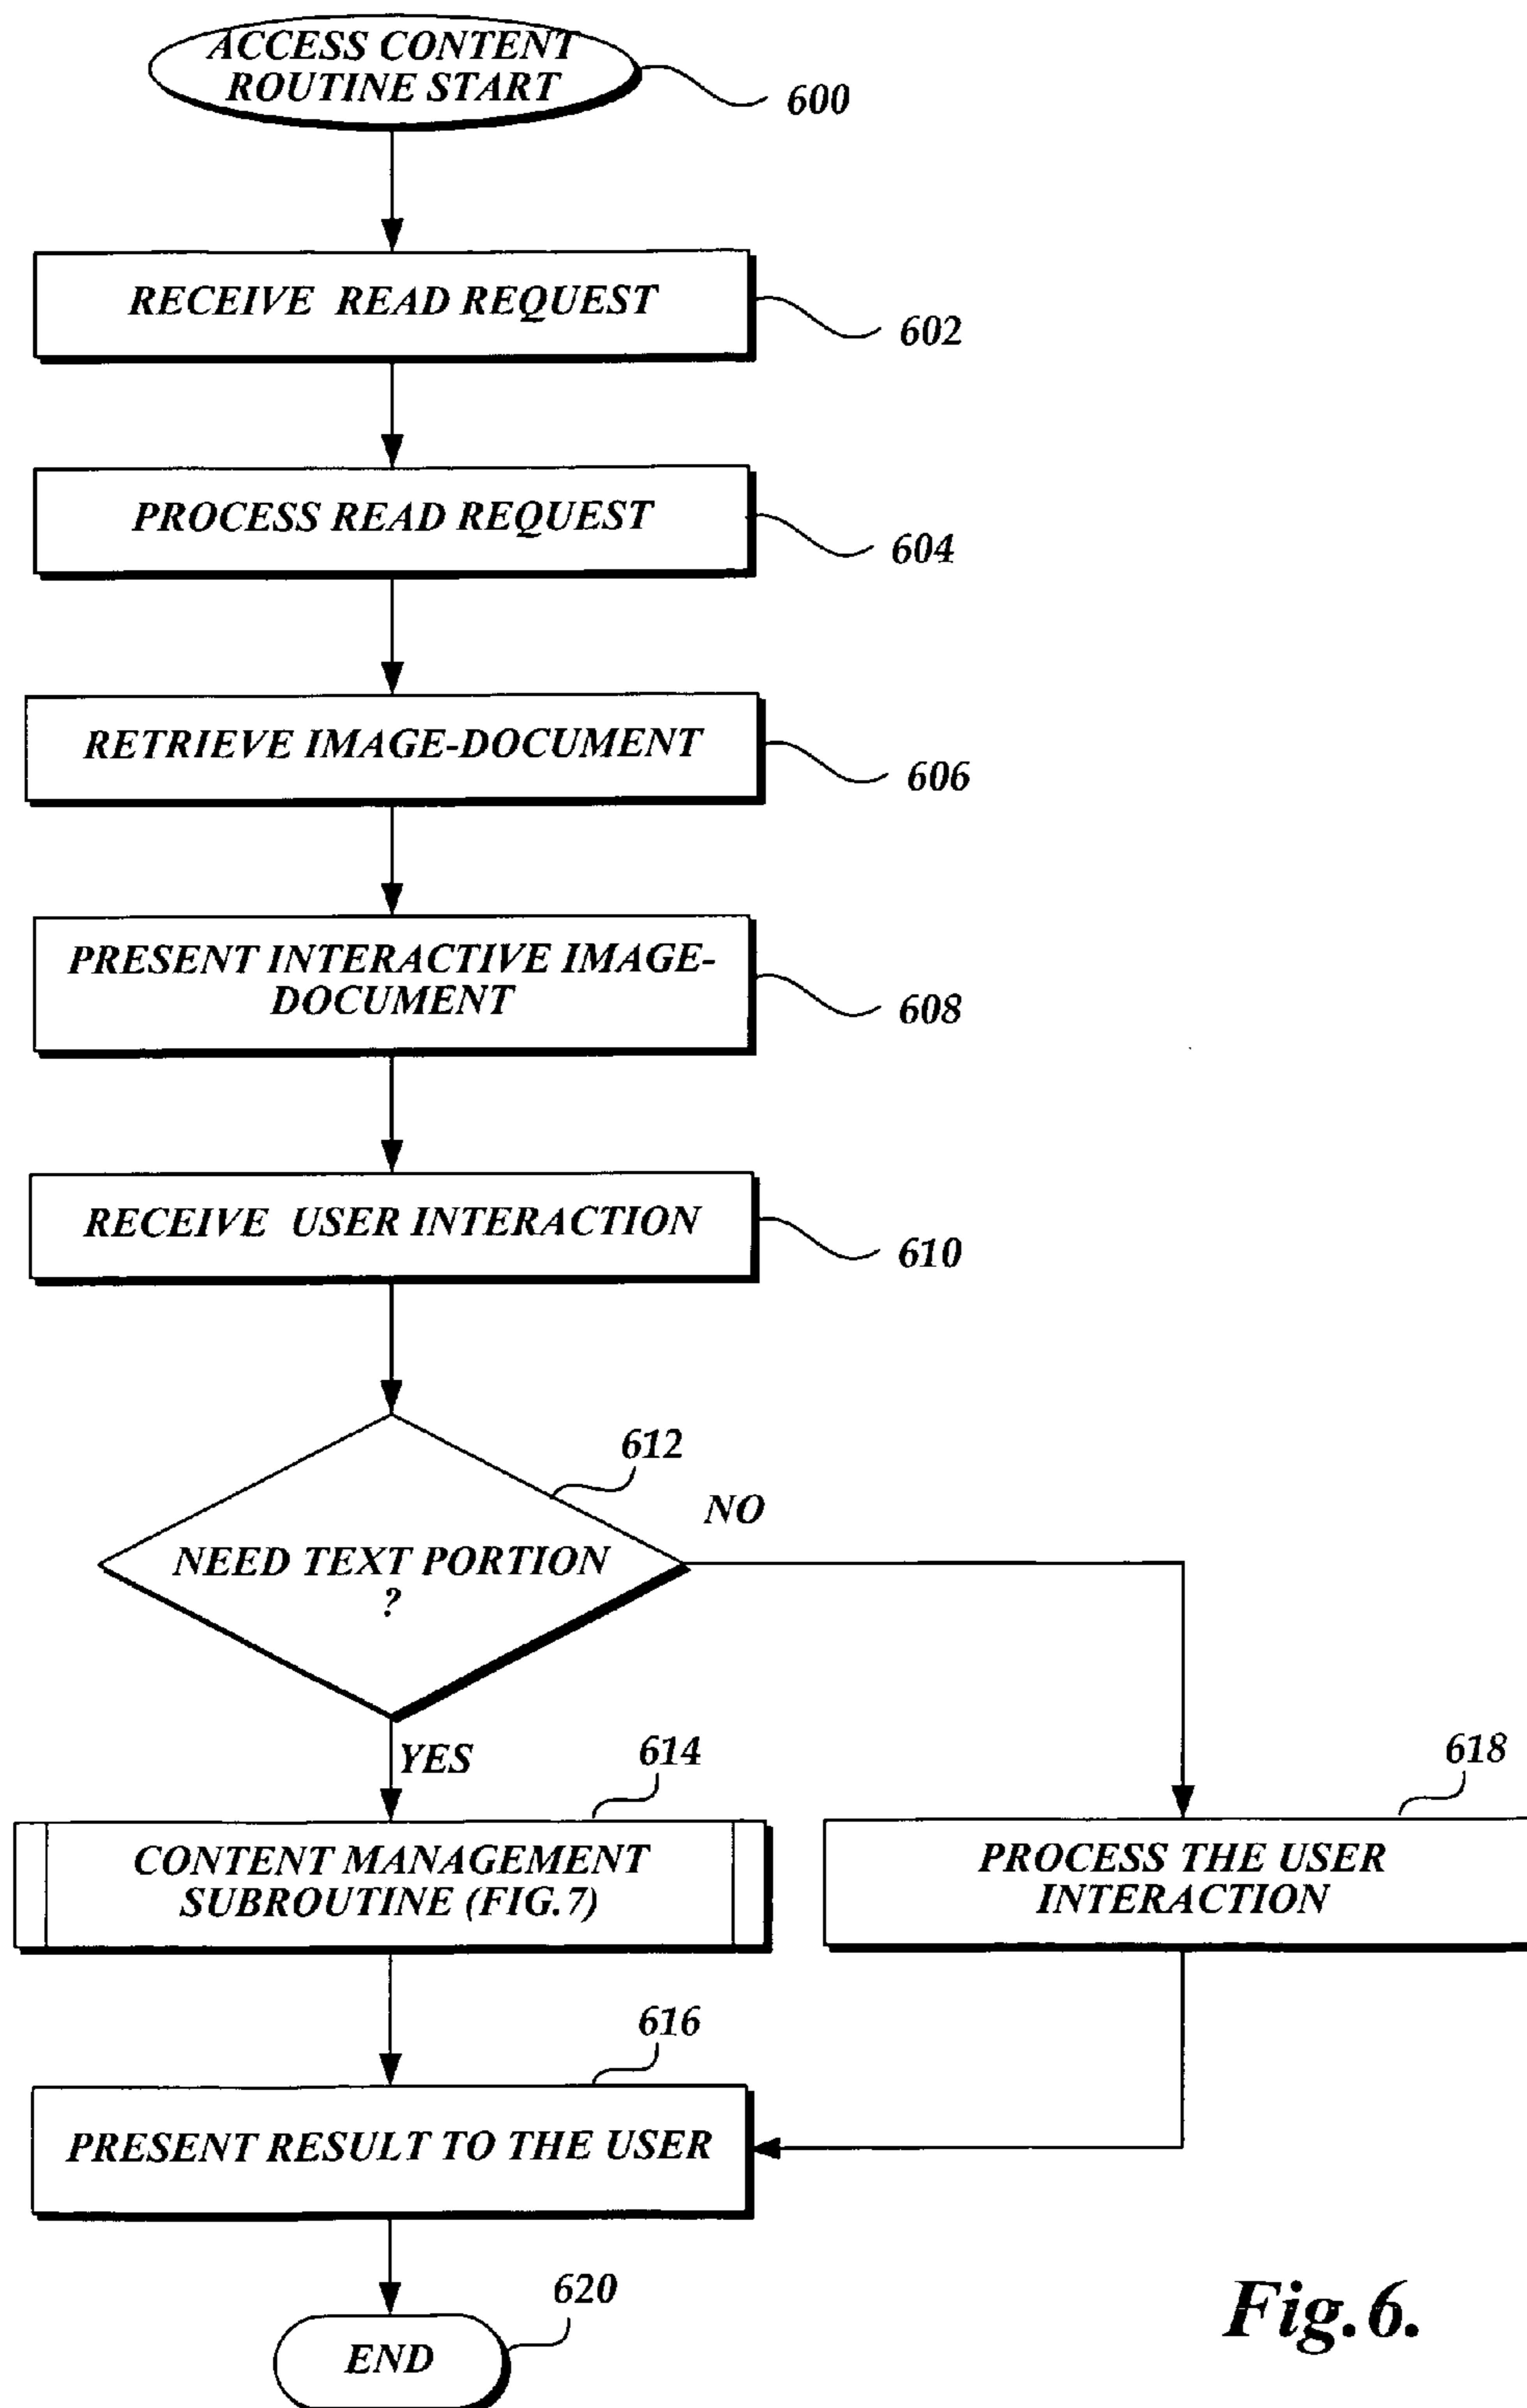 ACCESS CONTENT
ROUTINE START
600
RECEIVE READ REQUEST
602
PROCESS READ REQUEST
604
RETRIEVE IMAGE-DOCUMENT
606
PRESENT INTERACTIVE IMAGE-
DOCUMENT
608
RECEIVE USER INTERACTION
610
612
NO
NEED TEXT PORTION
?
YES
614
618
CONTENT MANAGEMENT
SUBROUTINE (FIG.7)
PROCESS THE USER
INTERACTION
616
PRESENT RESULT TO THE USER
620
END
Fig.6.